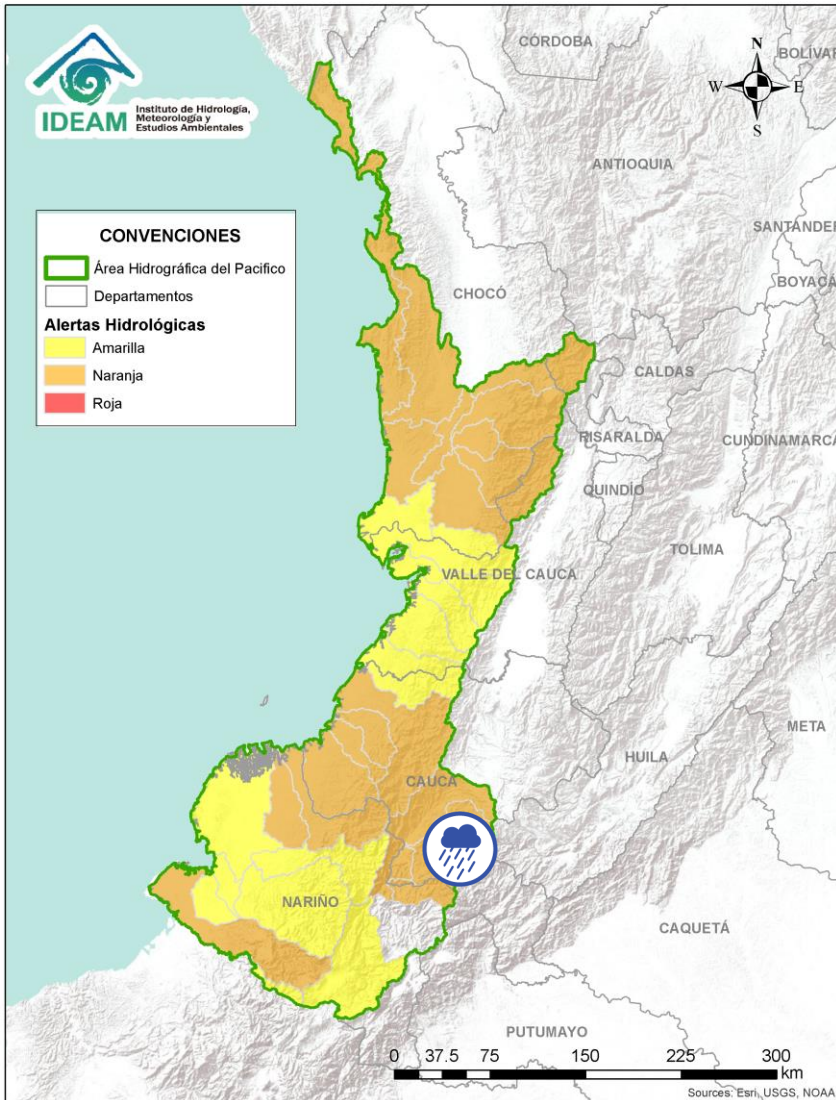 IDEAM
Instituto de Hidrología,
Meteorología y
Estudios Ambientales
CÓRDOBA
BOLÍVAR
N
W
E
S
ANTIOQUIA
SANTANDER
BOYACÁ
CONVENCIONES
Área Hidrográfica del Pacifico
Departamentos
Alertas Hidrológicas
Amarilla
Naranja
Roja
CHOCÓ
CALDAS
RISARALDA
CUNDINAMARCA
QUINDÍO
TOLIMA
VALLE DEL CAUCA
META
HUILA
CAUCA
NARIÑO
CAQUETÁ
PUTUMAYO
0 37.5 75 150 225 300
km
Sources: Esri, USGS, NOAA